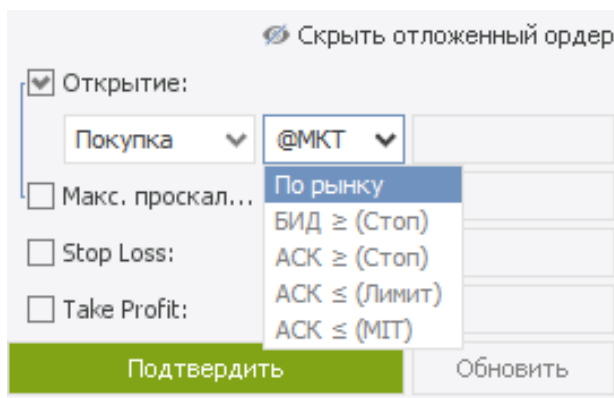 Скрыть отложенный ордер
Открытие:
Покупка @МКТ
По рынку
Макс. проскал...
БИД ≥ (Стоп)
АСК ≥ (Стоп)
Stop Loss:
АСК ≤ (Лимит)
Take Profit:
АСК ≤ (MIT)
Подтвердить Обновить